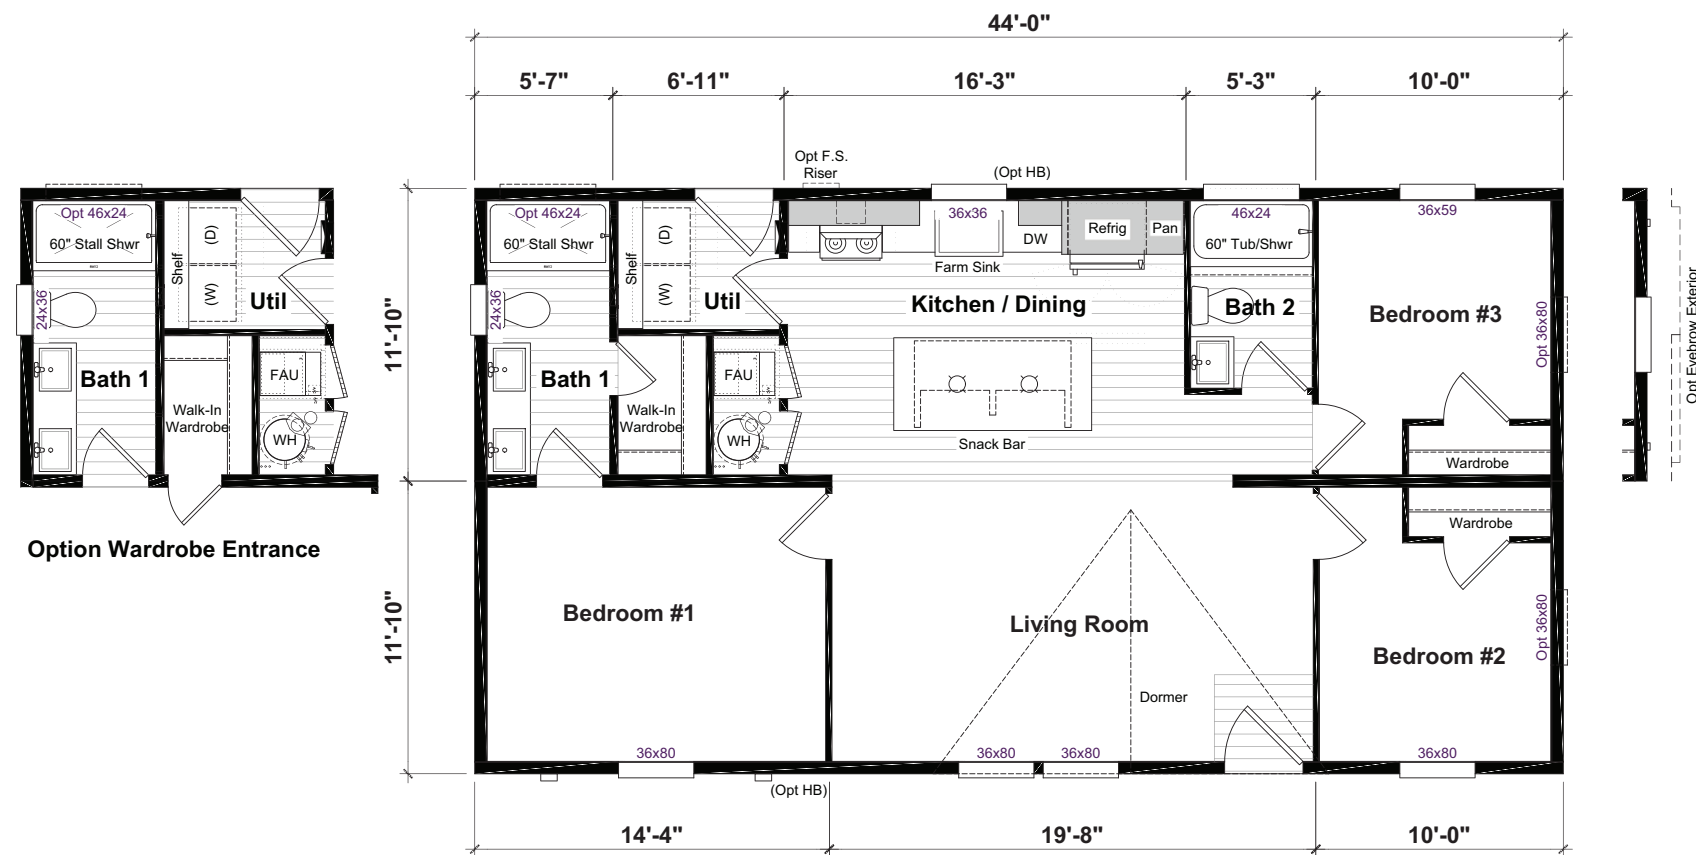 44'-0"
5'-7"
6'-11"
16'-3"
5'-3"
10'-0"
Opt F.S.
Riser
(Opt HB)
Opt 46x24
60" Stall Shwr
Shelf
(D)
(W)
Util
24x36
Bath 1
Walk-In
Wardrobe
FAU
WH
Option Wardrobe Entrance
11'-10"
11'-10"
Opt 46x24
60" Stall Shwr
Shelf
(D)
(W)
Util
24x36
Bath 1
Walk-In
Wardrobe
FAU
WH
36x36
DW
Refrig
Pan
Farm Sink
Kitchen / Dining
Snack Bar
46x24
60" Tub/Shwr
Bath 2
36x59
Bedroom #3
Opt 36x80
Wardrobe
Opt Eyebrow Exterior
Wardrobe
Bedroom #1
Living Room
Bedroom #2
Opt 36x80
Dormer
36x80
36x80
36x80
36x80
(Opt HB)
14'-4"
19'-8"
10'-0"